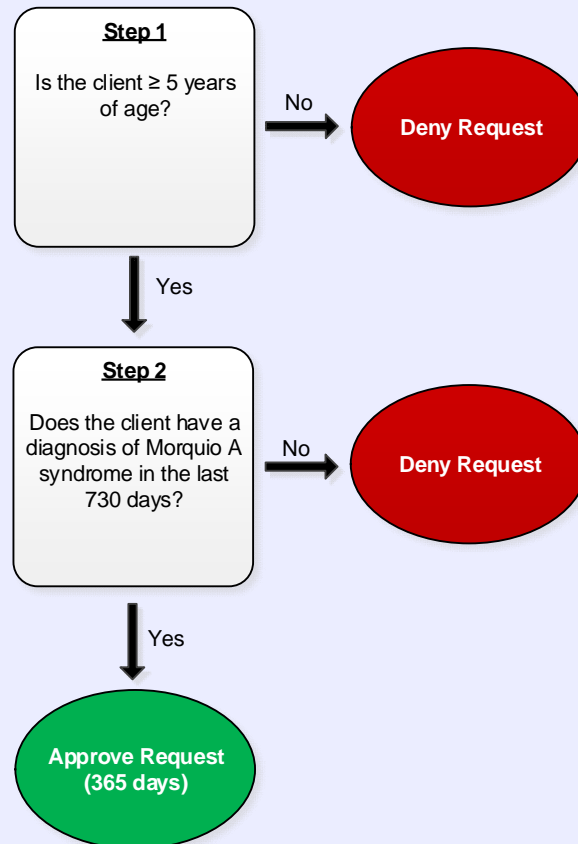 Step 1
Is the client ≥ 5 years
of age?
No
Deny Request
Yes
Step 2
Does the client have a
diagnosis of Morquio A
syndrome in the last
730 days?
No
Deny Request
Yes
Approve Request
(365 days)